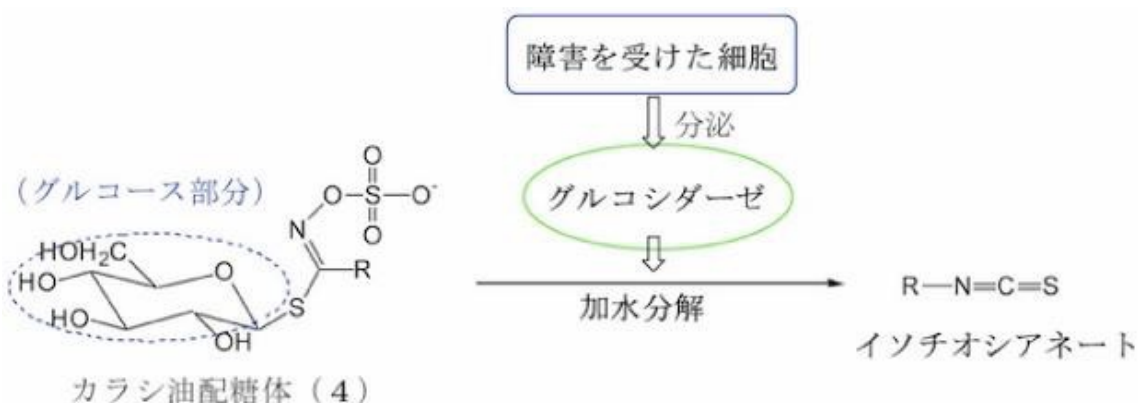 障害を受けた細胞
分泌
グルコシダーゼ
加水分解
(グルコース部分)
HOH₂C
HO
HO
OH
O
S
N
O
S
O
O
O⁻
R
カラシ油配糖体(4)
R—N=C=S
イソチオシアネート